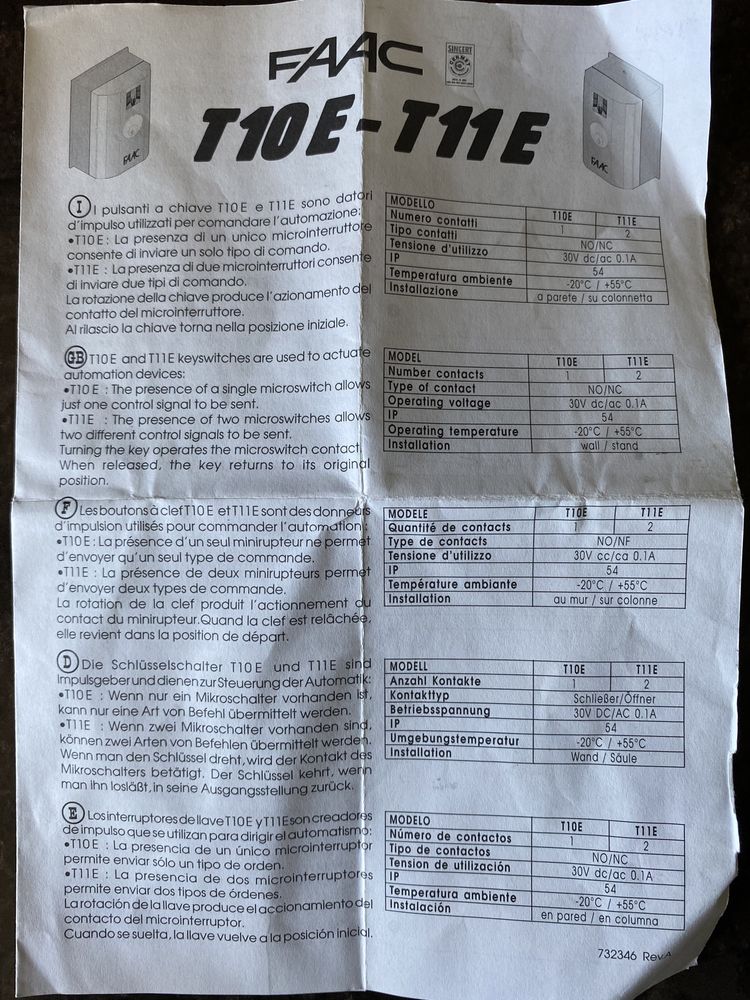 FAAC
SINCERT
CERMET
T10E-T11E
FAAC
FAAC
I I pulsanti a chiave T10E e T11E sono datori
d'impulso utilizzati per comandare l'automazione:
•T10E: La presenza di un unico microinterruttore
consente di inviare un solo tipo di comando.
•T11E: La presenza di due microinterruttori consente
di inviare due tipi di comando.
La rotazione della chiave produce l'azionamento del
contatto del microinterruttore.
Al rilascio la chiave torna nella posizione iniziale.
MODELLO T10E T11E
Numero contatti 1 2
Tipo contatti NO/NC
Tensione d'utilizzo 30V dc/ac 0.1A
IP 54
Temperatura ambiente -20°C / +55°C
Installazione a parete / su colonnetta
GB T10E and T11E keyswitches are used to actuate
automation devices:
•T10E : The presence of a single microswitch allows
just one control signal to be sent.
•T11E : The presence of two microswitches allows
two different control signals to be sent.
Turning the key operates the microswitch contact.
When released, the key returns to its original
position.
MODEL T10E T11E
Number contacts 1 2
Type of contact NO/NC
Operating voltage 30V dc/ac 0.1A
IP 54
Operating temperature -20°C / +55°C
Installation wall / stand
F Les boutons à clef T10E et T11E sont des donneurs
d'impulsion utilisés pour commander l'automation :
•T10E: La présence d'un seul minirupteur ne permet
d'envoyer qu'un seul type de commande.
•T11E : La présence de deux minirupteurs permet
d'envoyer deux types de commande.
La rotation de la clef produit l'actionnement du
contact du minirupteur. Quand la clef est relâchée,
elle revient dans la position de départ.
MODELE T10E T11E
Quantité de contacts 1 2
Type de contacts NO/NF
Tensione d'utilizzo 30V cc/ca 0.1A
IP 54
Température ambiante -20°C / +55°C
Installation au mur / sur colonne
D Die Schlüsselschalter T10E und T11E sind
Impulsgeber und dienen zur Steuerung der Automatik:
•T10E : Wenn nur ein Mikroschalter vorhanden ist,
kann nur eine Art von Befehl übermittelt werden.
•T11E : Wenn zwei Mikroschalter vorhanden sind,
können zwei Arten von Befehlen übermittelt werden.
Wenn man den Schlüssel dreht, wird der Kontakt des
Mikroschalters betätigt. Der Schlüssel kehrt, wenn
man ihn losläßt, in seine Ausgangsstellung zurück.
MODELL T10E T11E
Anzahl Kontakte 1 2
Kontakttyp Schließer/Öffner
Betriebsspannung 30V DC/AC 0.1A
IP 54
Umgebungstemperatur -20°C / +55°C
Installation Wand / Säule
E Los interruptores de llave T10E y T11E son creadores
de impulso que se utilizan para dirigir el automatismo:
•T10E : La presencia de un único microinterruptor
permite enviar sólo un tipo de orden.
•T11E : La presencia de dos microinterruptores
permite enviar dos tipos de órdenes.
La rotación de la llave produce el accionamiento del
contacto del microinterruptor.
Cuando se suelta, la llave vuelve a la posición inicial.
MODELO T10E T11E
Número de contactos 1 2
Tipo de contactos NO/NC
Tension de utilización 30V dc/ac 0.1A
IP 54
Temperatura ambiente -20°C / +55°C
Instalación en pared / en columna
732346 Rev.A